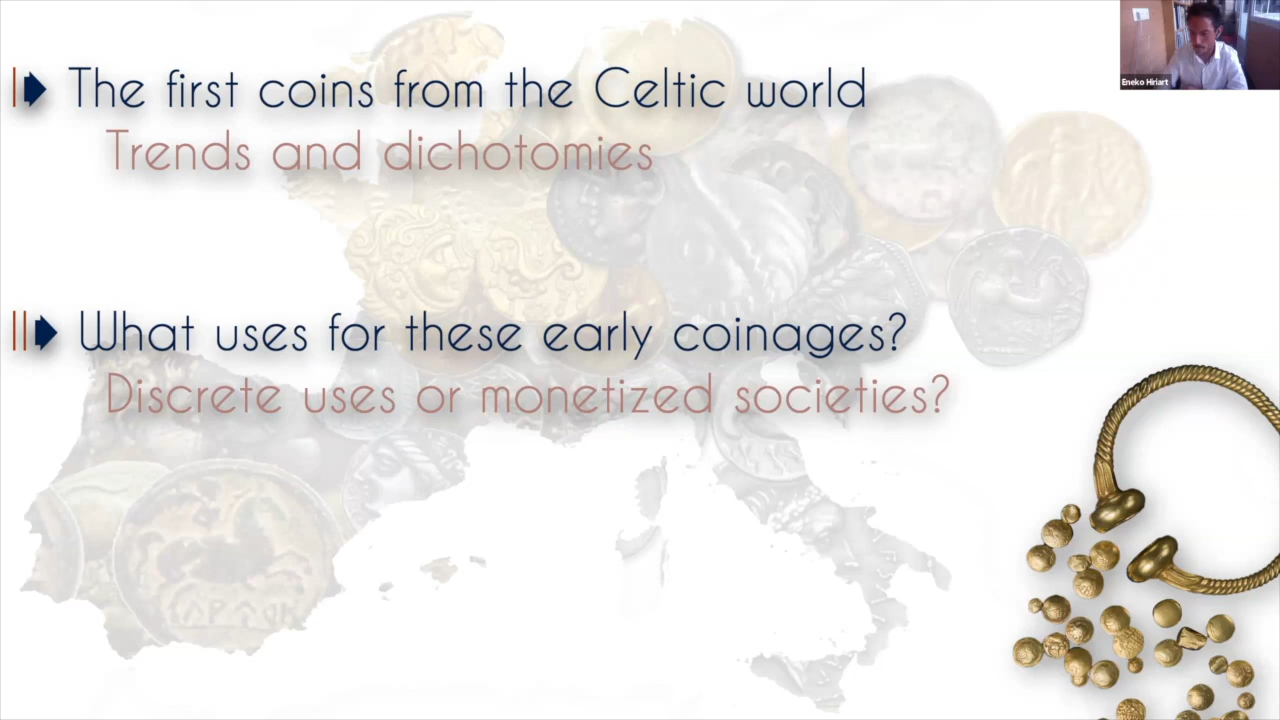 I The first coins from the Celtic world
Trends and dichotomies
II What uses for these early coinages?
Discrete uses or monetized societies?
Eneko Hiriart